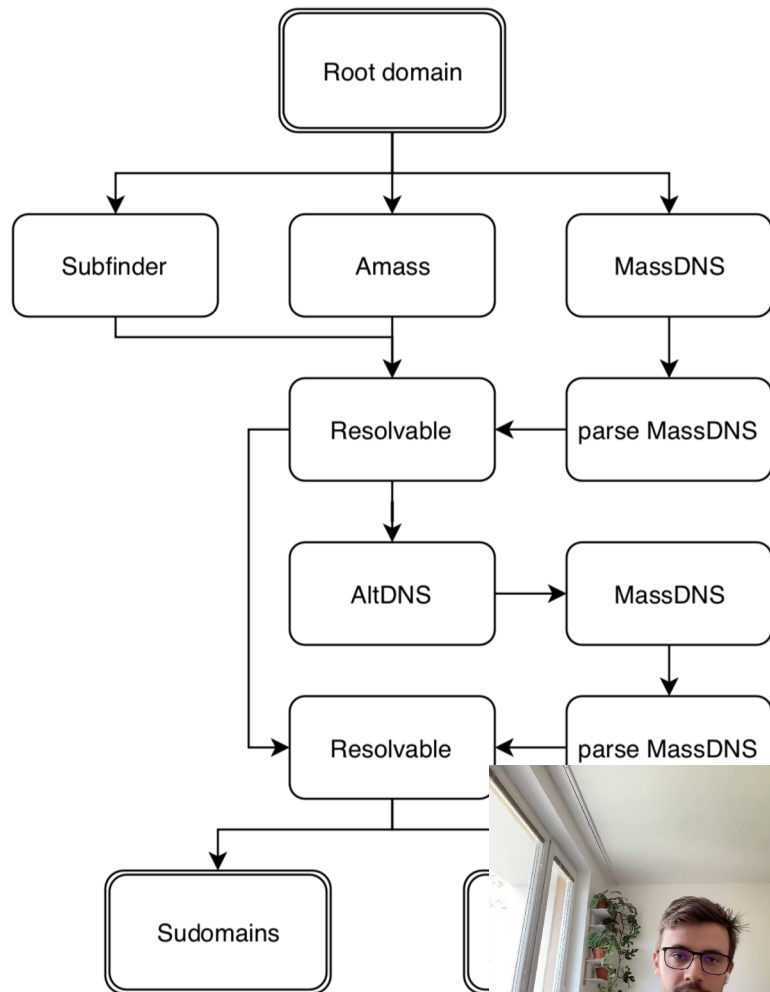 Root domain
Subfinder
Amass
MassDNS
Resolvable
parse MassDNS
AltDNS
MassDNS
Resolvable
parse MassDNS
Sudomains